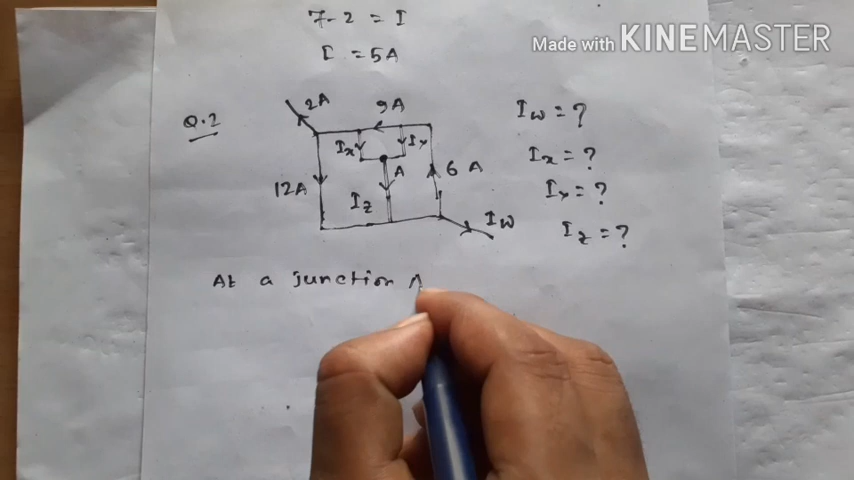 7-2 = I
I = 5A
Made with KINEMASTER
Q.2
2A
9A
Ix
Iy
12A
A
6 A
Iz
Iw
Iw = ?
Ix = ?
Iy = ?
Iz = ?
At a junction A